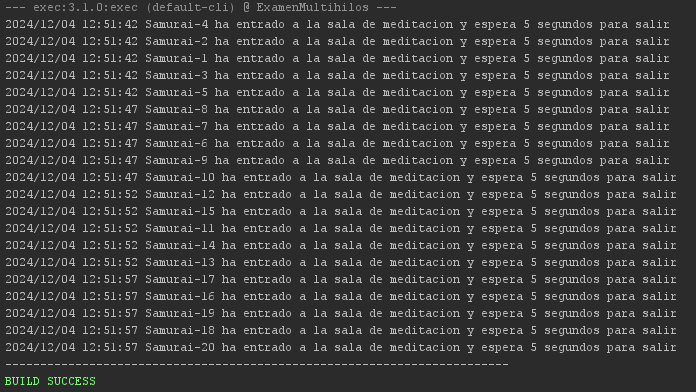 --- exec:3.1.0:exec (default-cli) @ ExamenMultihilos ---
2024/12/04 12:51:42 Samurai-4 ha entrado a la sala de meditacion y espera 5 segundos para salir
2024/12/04 12:51:42 Samurai-2 ha entrado a la sala de meditacion y espera 5 segundos para salir
2024/12/04 12:51:42 Samurai-1 ha entrado a la sala de meditacion y espera 5 segundos para salir
2024/12/04 12:51:42 Samurai-3 ha entrado a la sala de meditacion y espera 5 segundos para salir
2024/12/04 12:51:42 Samurai-5 ha entrado a la sala de meditacion y espera 5 segundos para salir
2024/12/04 12:51:47 Samurai-8 ha entrado a la sala de meditacion y espera 5 segundos para salir
2024/12/04 12:51:47 Samurai-7 ha entrado a la sala de meditacion y espera 5 segundos para salir
2024/12/04 12:51:47 Samurai-6 ha entrado a la sala de meditacion y espera 5 segundos para salir
2024/12/04 12:51:47 Samurai-9 ha entrado a la sala de meditacion y espera 5 segundos para salir
2024/12/04 12:51:47 Samurai-10 ha entrado a la sala de meditacion y espera 5 segundos para salir
2024/12/04 12:51:52 Samurai-12 ha entrado a la sala de meditacion y espera 5 segundos para salir
2024/12/04 12:51:52 Samurai-15 ha entrado a la sala de meditacion y espera 5 segundos para salir
2024/12/04 12:51:52 Samurai-11 ha entrado a la sala de meditacion y espera 5 segundos para salir
2024/12/04 12:51:52 Samurai-14 ha entrado a la sala de meditacion y espera 5 segundos para salir
2024/12/04 12:51:52 Samurai-13 ha entrado a la sala de meditacion y espera 5 segundos para salir
2024/12/04 12:51:57 Samurai-17 ha entrado a la sala de meditacion y espera 5 segundos para salir
2024/12/04 12:51:57 Samurai-16 ha entrado a la sala de meditacion y espera 5 segundos para salir
2024/12/04 12:51:57 Samurai-19 ha entrado a la sala de meditacion y espera 5 segundos para salir
2024/12/04 12:51:57 Samurai-18 ha entrado a la sala de meditacion y espera 5 segundos para salir
2024/12/04 12:51:57 Samurai-20 ha entrado a la sala de meditacion y espera 5 segundos para salir
------------------------------------------------------------------------
BUILD SUCCESS